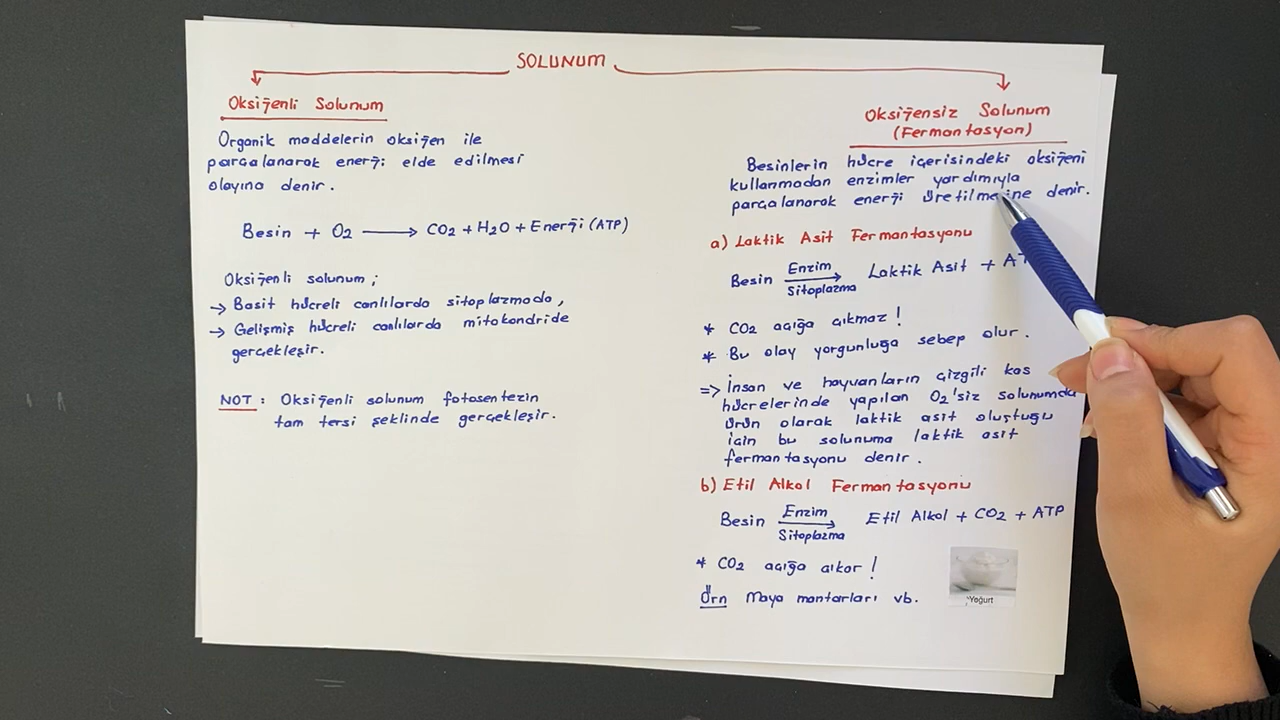 SOLUNUM
Oksijenli Solunum
Organik maddelerin oksijen ile
parçalanarak enerji elde edilmesi
olayına denir.
Besin + O2 → CO2 + H2O + Enerji (ATP)
Oksijenli solunum ;
→ Basit hücreli canlılarda sitoplazmada,
→ Gelişmiş hücreli canlılarda mitokondride
gerçekleşir.
NOT : Oksijenli solunum fotosentezin
tam tersi şeklinde gerçekleşir.
Oksijensiz Solunum
(Fermantasyon)
Besinlerin hücre içerisindeki oksijeni
kullanmadan enzimler yardımıyla
parçalanarak enerji üretilmesine denir.
a) Laktik Asit Fermantasyonu
Besin Enzim → Laktik Asit +
Sitoplazma
* CO2 açığa çıkmaz !
* Bu olay yorgunluğa sebep olur.
=> İnsan ve hayvanların çizgili kas
hücrelerinde yapılan O2'siz solunumda
ürün olarak laktik asit oluştuğu
için bu solunuma laktik asit
fermantasyonu denir.
b) Etil Alkol Fermantasyonu
Besin Enzim → Etil Alkol + CO2 + ATP
Sitoplazma
* CO2 açığa çıkar !
Örn Maya mantarları vb.
Yoğurt